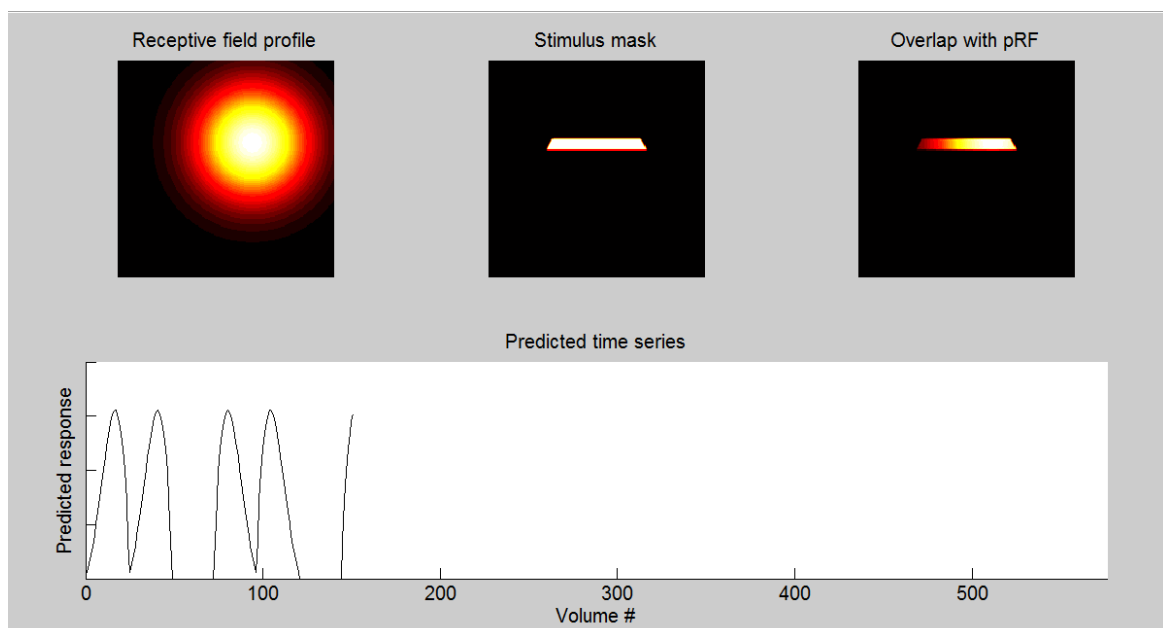 Receptive field profile
Stimulus mask
Overlap with pRF
Predicted time series
Predicted response
0 100 200 300 400 500
Volume #